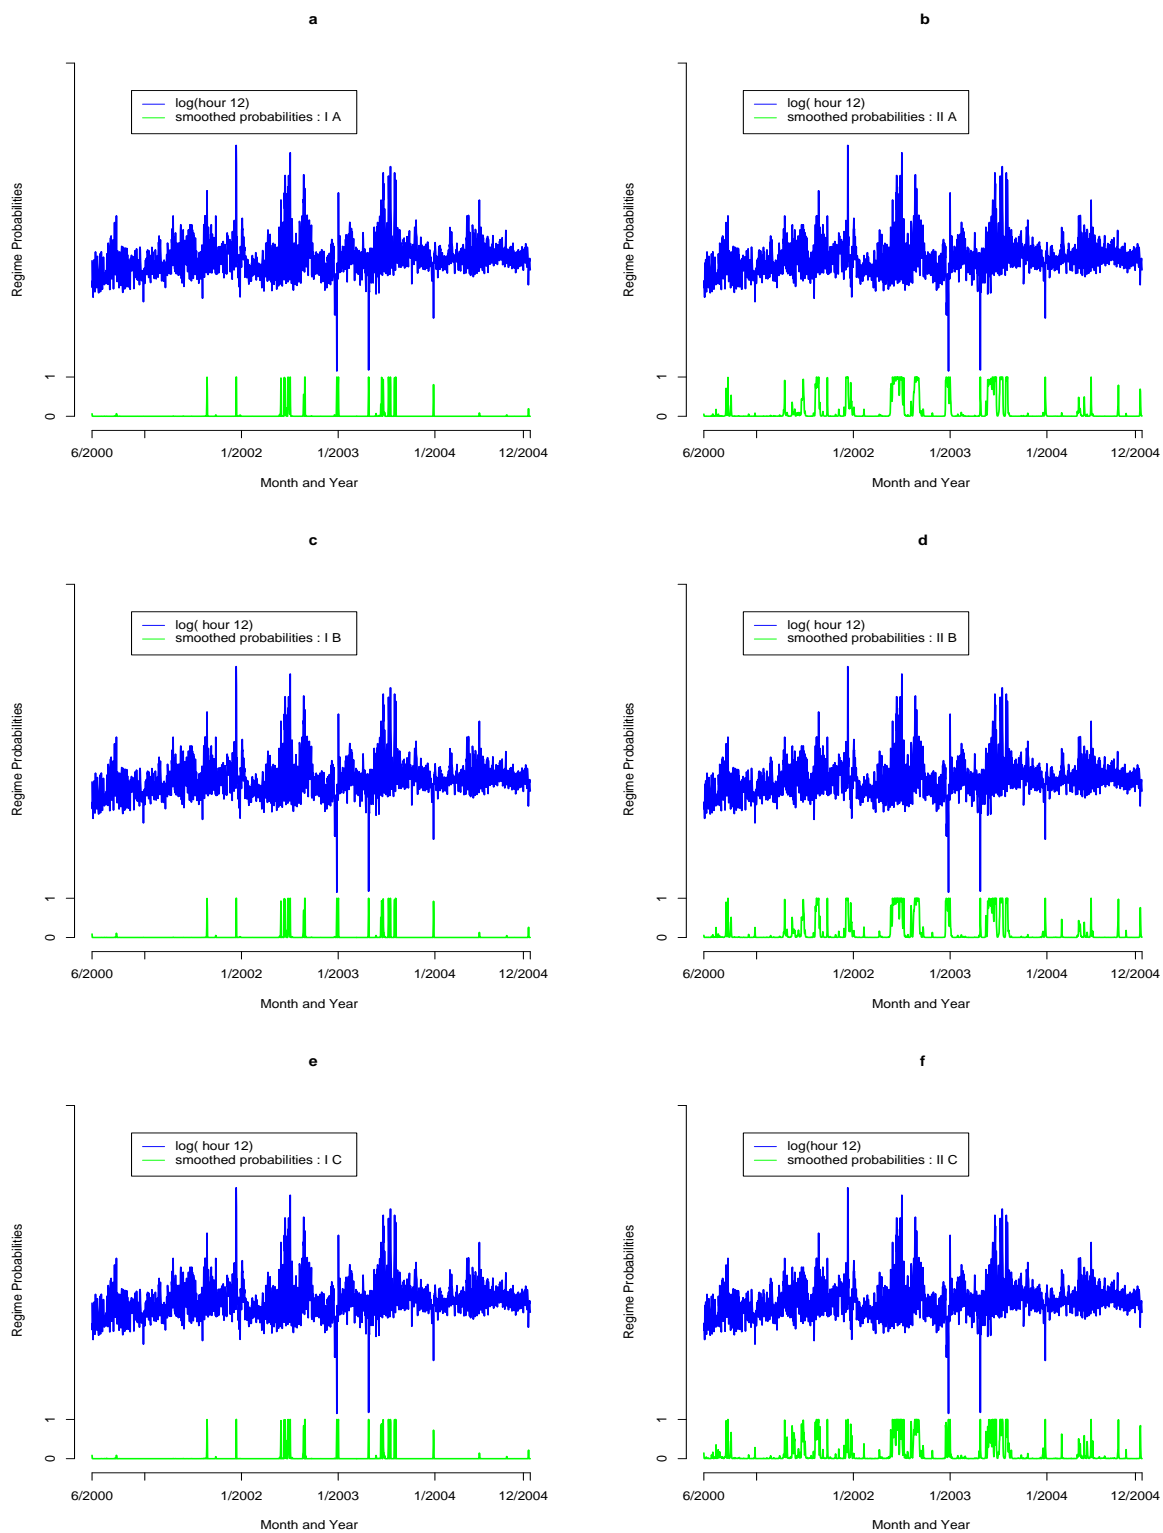 a
log(hour 12)
smoothed probabilities : I A
Regime Probabilities
1
0
6/2000 1/2002 1/2003 1/2004 12/2004
Month and Year
b
log( hour 12)
smoothed probabilities : II A
Regime Probabilities
1
0
6/2000 1/2002 1/2003 1/2004 12/2004
Month and Year
c
log( hour 12)
smoothed probabilities : I B
Regime Probabilities
1
0
6/2000 1/2002 1/2003 1/2004 12/2004
Month and Year
d
log( hour 12)
smoothed probabilities : II B
Regime Probabilities
1
0
6/2000 1/2002 1/2003 1/2004 12/2004
Month and Year
e
log( hour 12)
smoothed probabilities : I C
Regime Probabilities
1
0
6/2000 1/2002 1/2003 1/2004 12/2004
Month and Year
f
log(hour 12)
smoothed probabilities : II C
Regime Probabilities
1
0
6/2000 1/2002 1/2003 1/2004 12/2004
Month and Year